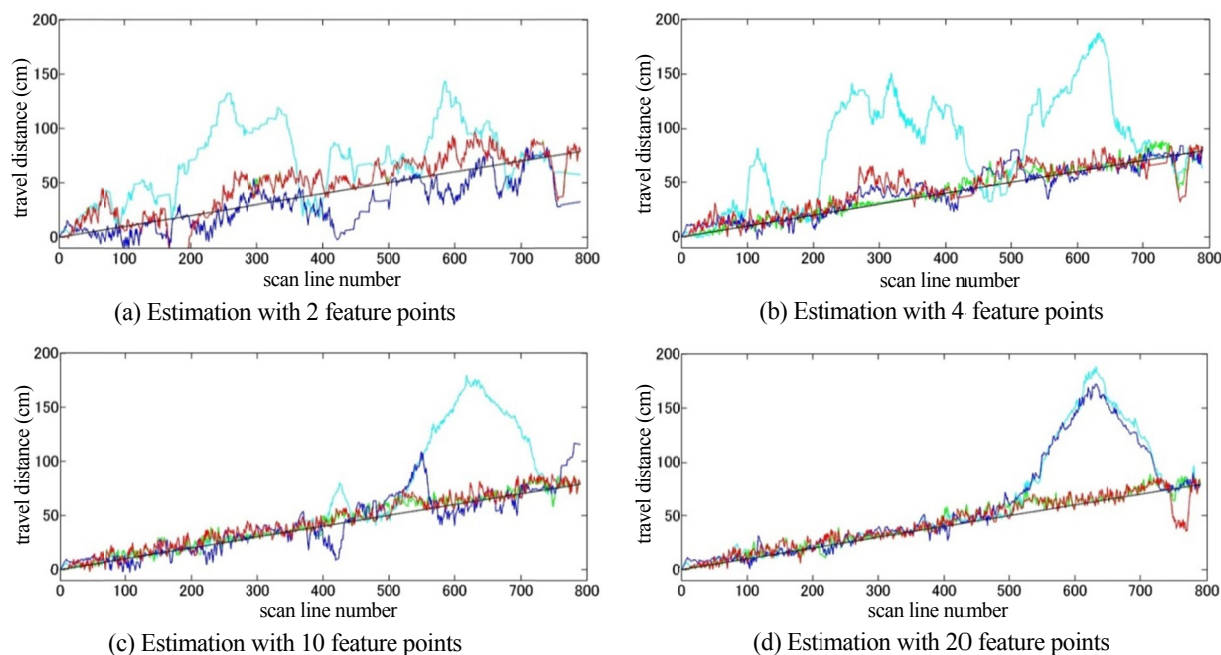 200
150
100
50
0
travel distance (cm)
0 100 200 300 400 500 600 700 800
scan line number
(a) Estimation with 2 feature points
200
150
100
50
0
travel distance (cm)
0 100 200 300 400 500 600 700 800
scan line number
(b) Estimation with 4 feature points
200
150
100
50
0
travel distance (cm)
0 100 200 300 400 500 600 700 800
scan line number
(c) Estimation with 10 feature points
200
150
100
50
0
travel distance (cm)
0 100 200 300 400 500 600 700 800
scan line number
(d) Estimation with 20 feature points